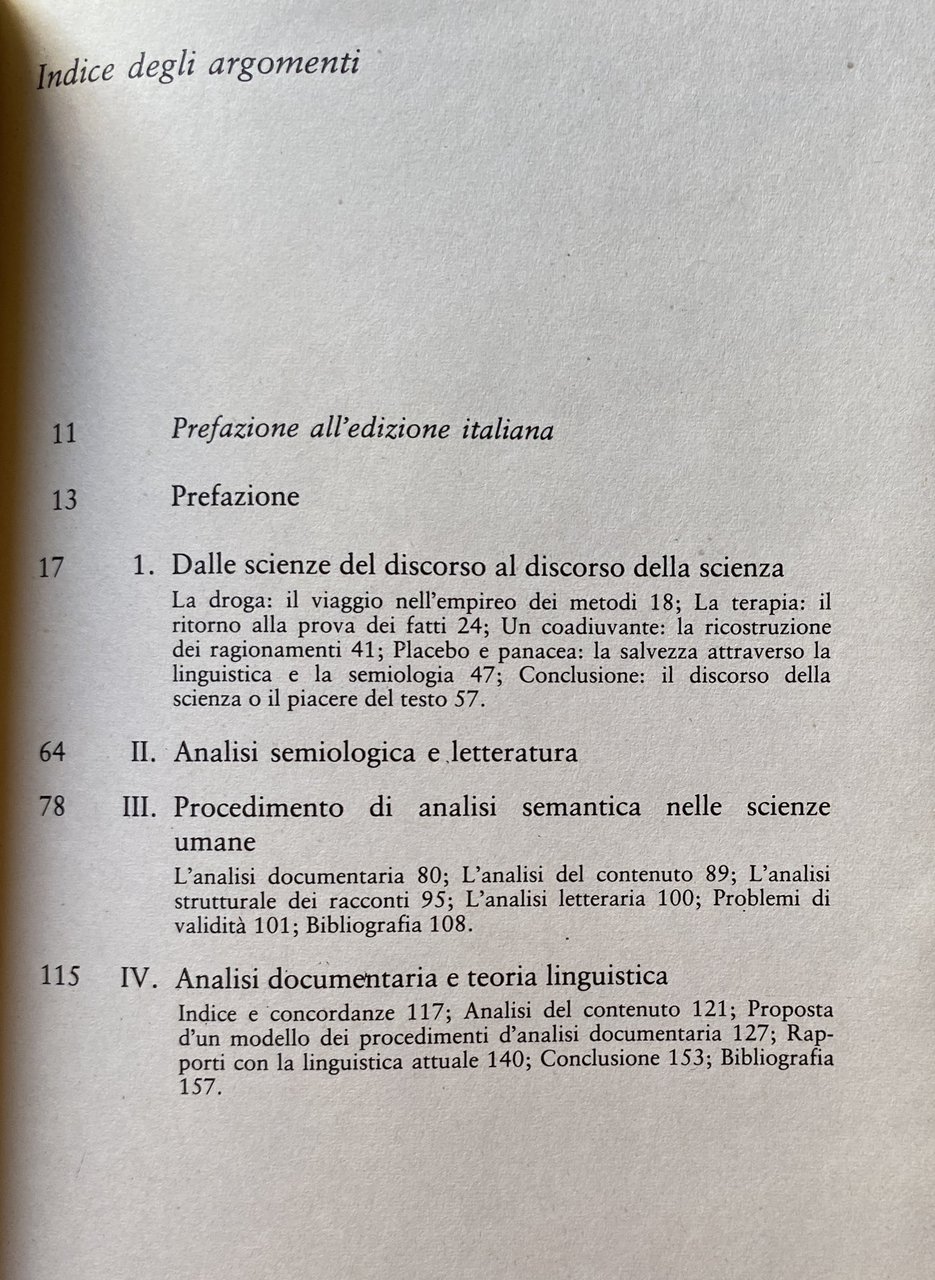 Indice degli argomenti
11 Prefazione all'edizione italiana
13 Prefazione
17 1. Dalle scienze del discorso al discorso della scienza
La droga: il viaggio nell'empireo dei metodi 18; La terapia: il
ritorno alla prova dei fatti 24; Un coadiuvante: la ricostruzione
dei ragionamenti 41; Placebo e panacea: la salvezza attraverso la
linguistica e la semiologia 47; Conclusione: il discorso della
scienza o il piacere del testo 57.
64 II. Analisi semiologica e letteratura
78 III. Procedimento di analisi semantica nelle scienze
umane
L'analisi documentaria 80; L'analisi del contenuto 89; L'analisi
strutturale dei racconti 95; L'analisi letteraria 100; Problemi di
validità 101; Bibliografia 108.
115 IV. Analisi documentaria e teoria linguistica
Indice e concordanze 117; Analisi del contenuto 121; Proposta
d'un modello dei procedimenti d'analisi documentaria 127; Rap-
porti con la linguistica attuale 140; Conclusione 153; Bibliografia
157.